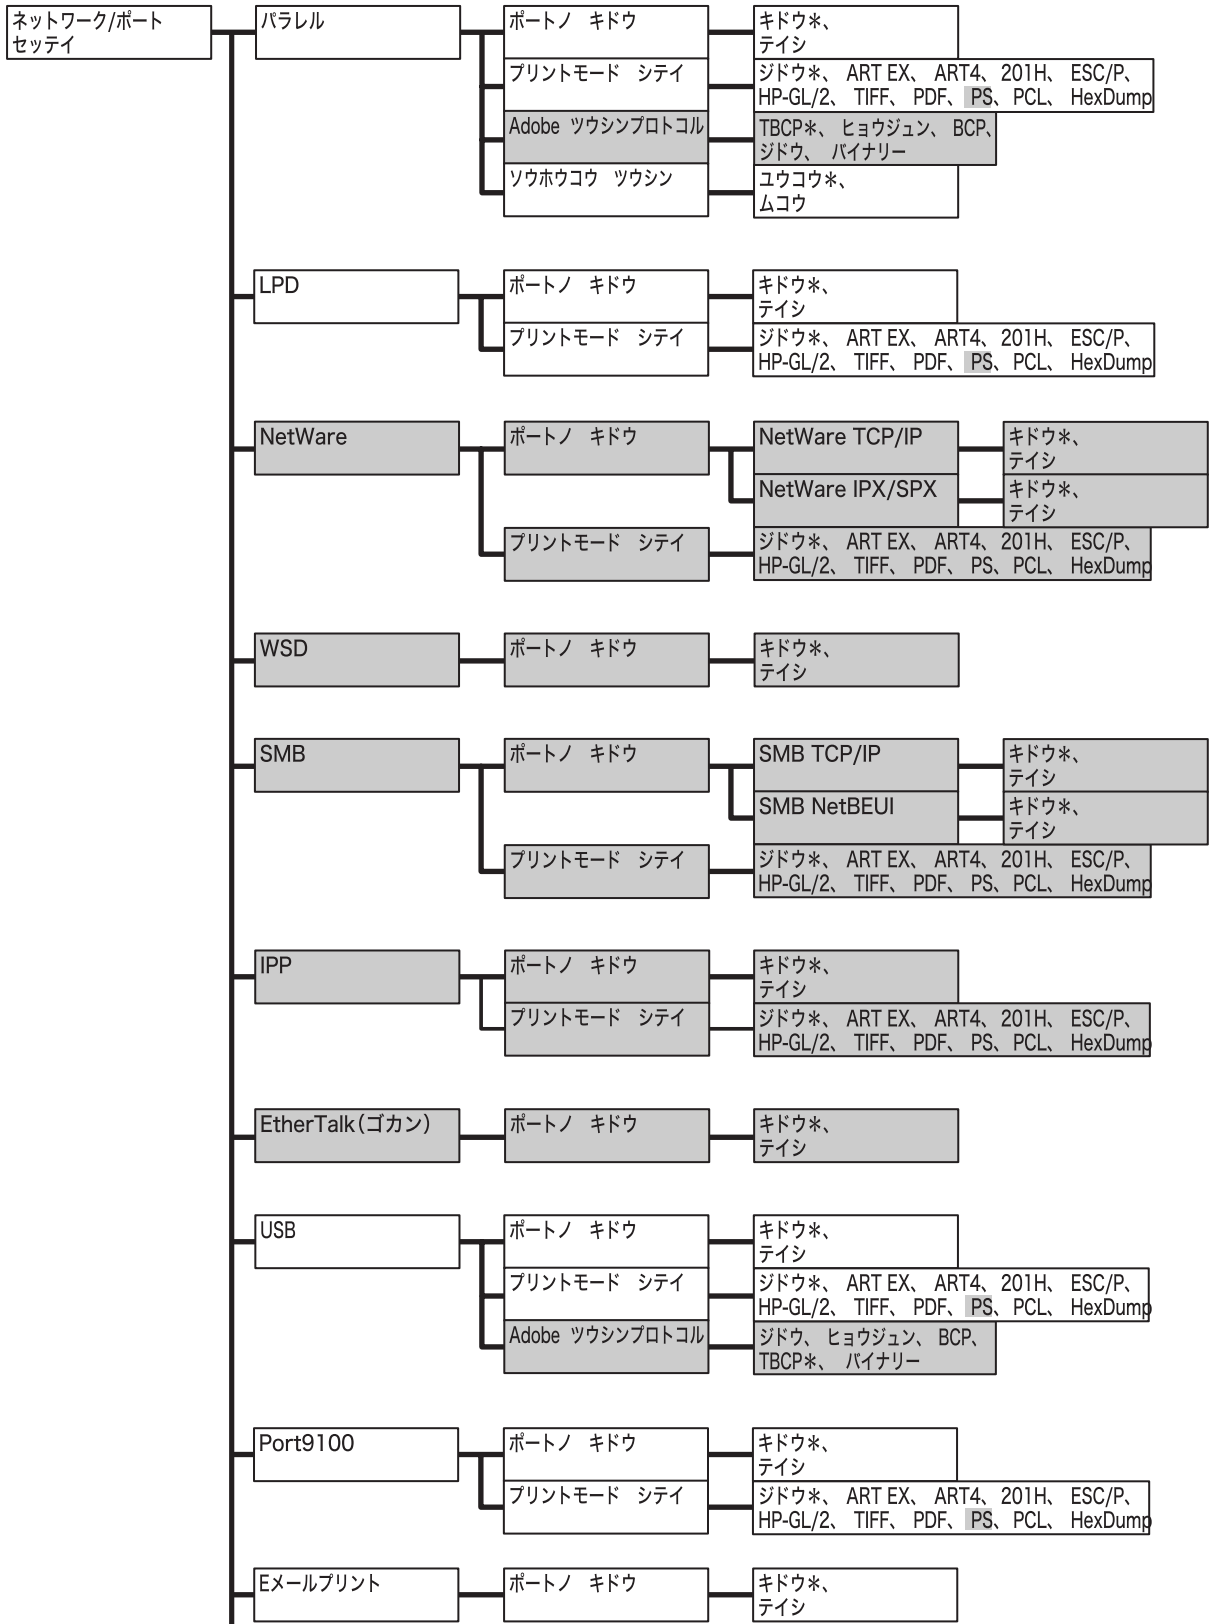 ネットワーク/ポート
セッテイ
パラレル
ポートノ　キドウ
キドウ＊、
テイシ
プリントモード　シテイ
ジドウ＊、 ART EX、 ART4、 201H、 ESC/P、
HP-GL/2、 TIFF、 PDF、 PS、 PCL、 HexDump
Adobe ツウシンプロトコル
TBCP＊、 ヒョウジュン、 BCP、
ジドウ、 バイナリー
ソウホウコウ　ツウシン
ユウコウ＊、
ムコウ
LPD
ポートノ　キドウ
キドウ＊、
テイシ
プリントモード　シテイ
ジドウ＊、 ART EX、 ART4、 201H、 ESC/P、
HP-GL/2、 TIFF、 PDF、 PS、 PCL、 HexDump
NetWare
ポートノ　キドウ
NetWare TCP/IP
キドウ＊、
テイシ
NetWare IPX/SPX
キドウ＊、
テイシ
プリントモード　シテイ
ジドウ＊、 ART EX、 ART4、 201H、 ESC/P、
HP-GL/2、 TIFF、 PDF、 PS、 PCL、 HexDump
WSD
ポートノ　キドウ
キドウ＊、
テイシ
SMB
ポートノ　キドウ
SMB TCP/IP
キドウ＊、
テイシ
SMB NetBEUI
キドウ＊、
テイシ
プリントモード　シテイ
ジドウ＊、 ART EX、 ART4、 201H、 ESC/P、
HP-GL/2、 TIFF、 PDF、 PS、 PCL、 HexDump
IPP
ポートノ　キドウ
キドウ＊、
テイシ
プリントモード　シテイ
ジドウ＊、 ART EX、 ART4、 201H、 ESC/P、
HP-GL/2、 TIFF、 PDF、 PS、 PCL、 HexDump
EtherTalk（ゴカン）
ポートノ　キドウ
キドウ＊、
テイシ
USB
ポートノ　キドウ
キドウ＊、
テイシ
プリントモード　シテイ
ジドウ＊、 ART EX、 ART4、 201H、 ESC/P、
HP-GL/2、 TIFF、 PDF、 PS、 PCL、 HexDump
Adobe ツウシンプロトコル
ジドウ、 ヒョウジュン、 BCP、
TBCP＊、 バイナリー
Port9100
ポートノ　キドウ
キドウ＊、
テイシ
プリントモード　シテイ
ジドウ＊、 ART EX、 ART4、 201H、 ESC/P、
HP-GL/2、 TIFF、 PDF、 PS、 PCL、 HexDump
Eメールプリント
ポートノ　キドウ
キドウ＊、
テイシ